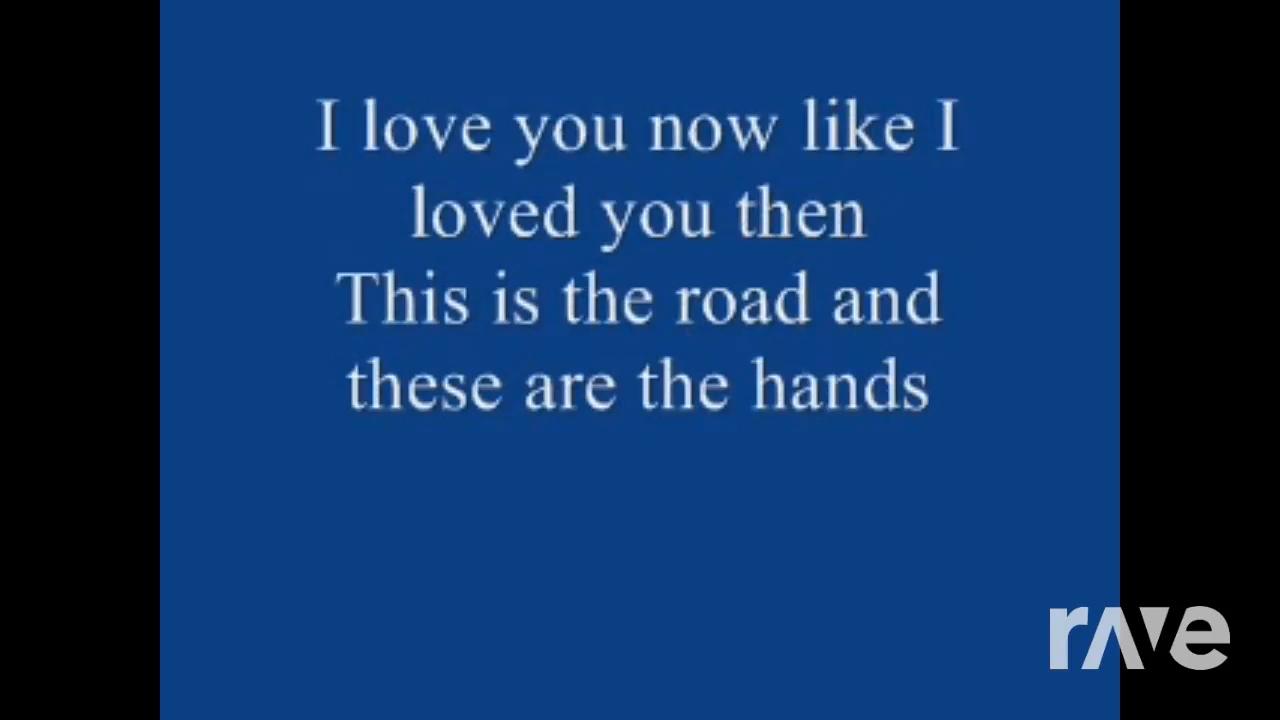 I love you now like I
loved you then
This is the road and
these are the hands
rave